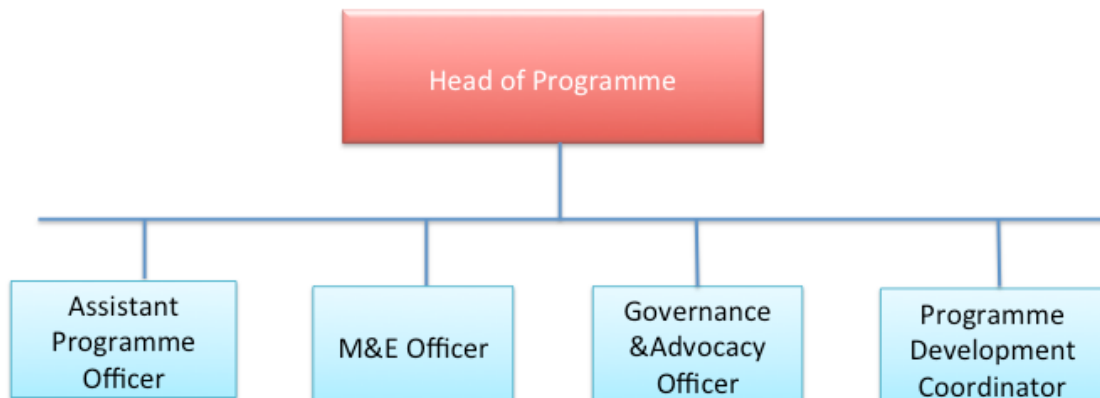 Head of Programme
Assistant
Programme
Officer
M&E Officer
Governance
&Advocacy
Officer
Programme
Development
Coordinator